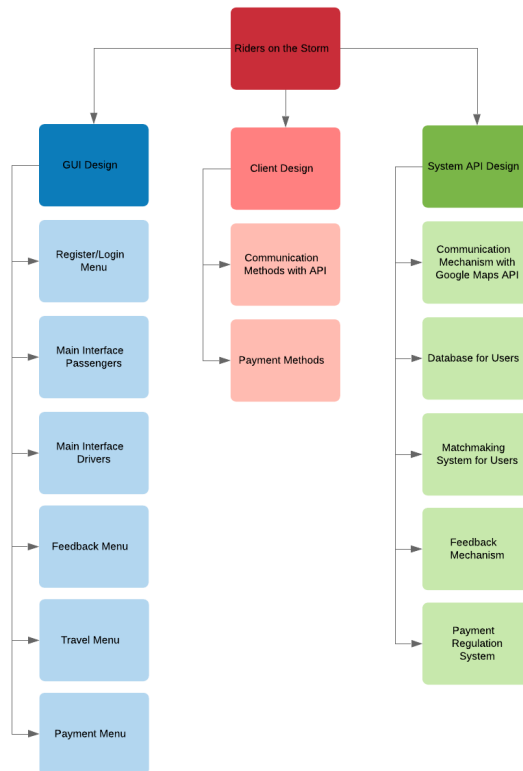 Riders on the Storm
GUI Design
Register/Login
Menu
Main Interface
Passengers
Main Interface
Drivers
Feedback Menu
Travel Menu
Payment Menu
Client Design
Communication
Methods with API
Payment Methods
System API Design
Communication
Mechanism with
Google Maps API
Database for Users
Matchmaking
System for Users
Feedback
Mechanism
Payment
Regulation
System